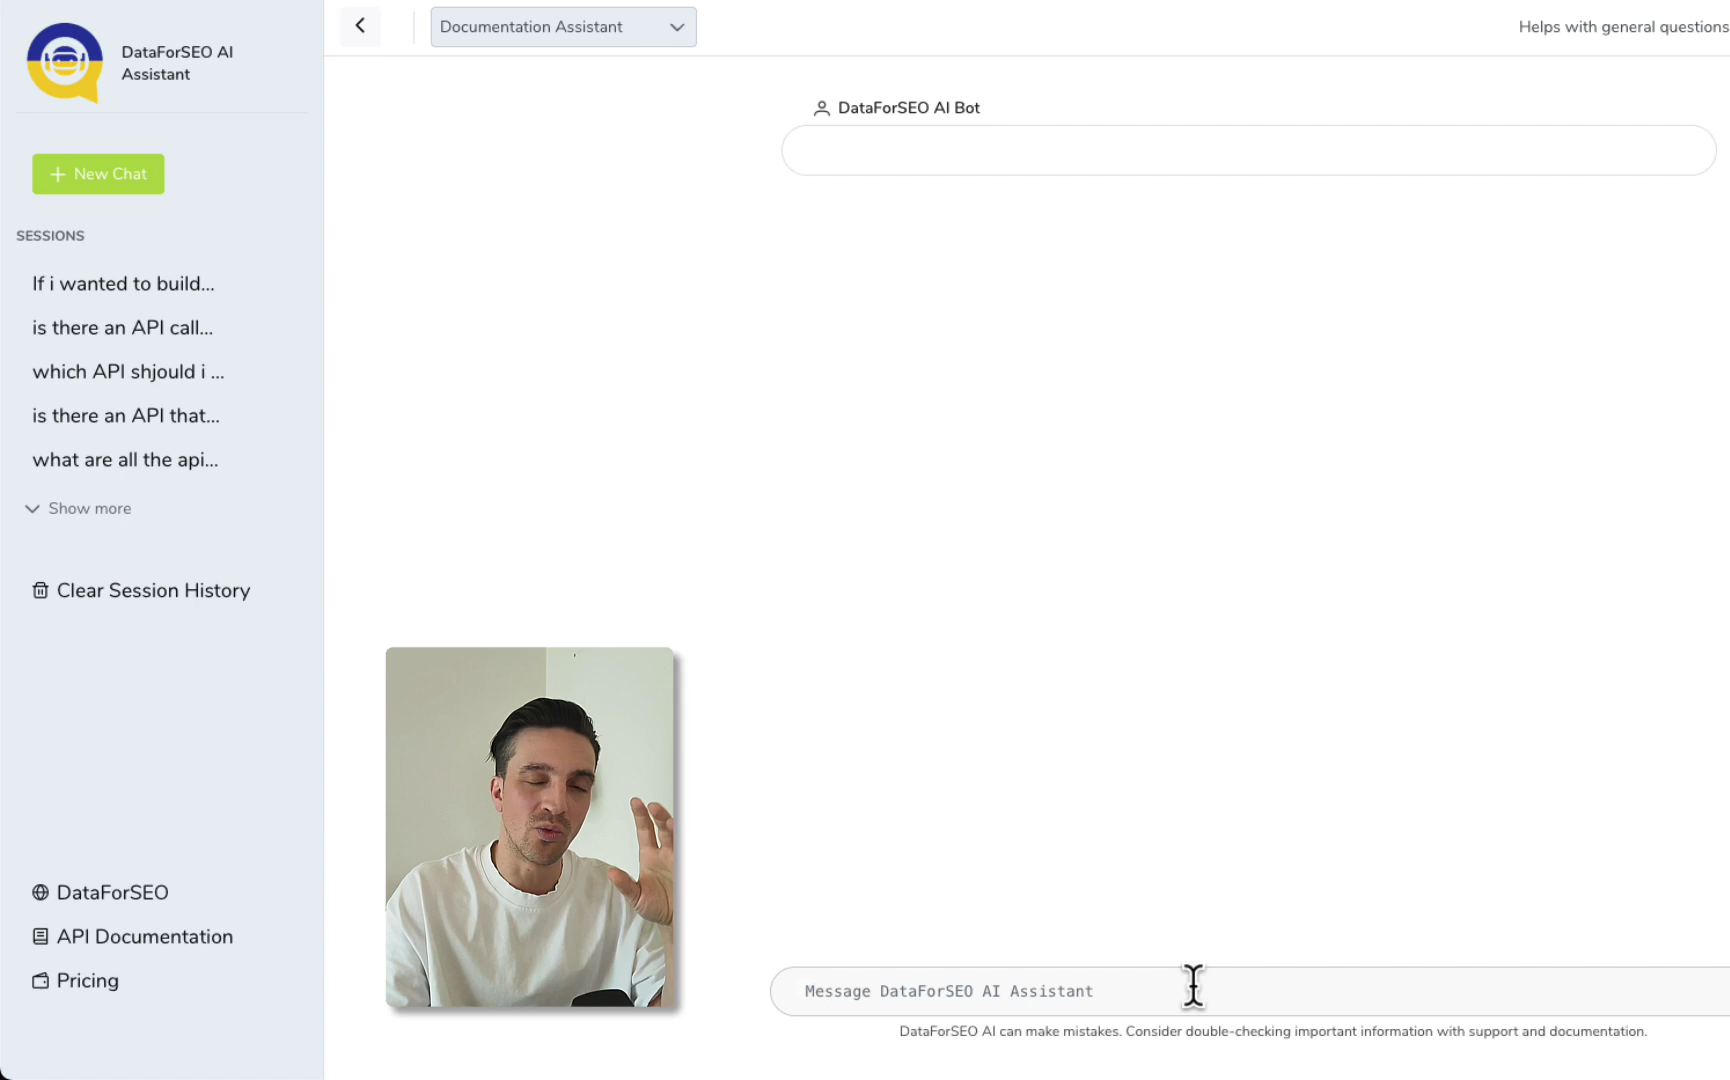 DataForSEO AI
Assistant
New Chat
SESSIONS
If i wanted to build...
is there an API call...
which API shjould i ...
is there an API that...
what are all the api...
Show more
Clear Session History
DataForSEO
API Documentation
Pricing
Documentation Assistant
Helps with general questions
DataForSEO AI Bot
Message DataForSEO AI Assistant
DataForSEO AI can make mistakes. Consider double-checking important information with support and documentation.